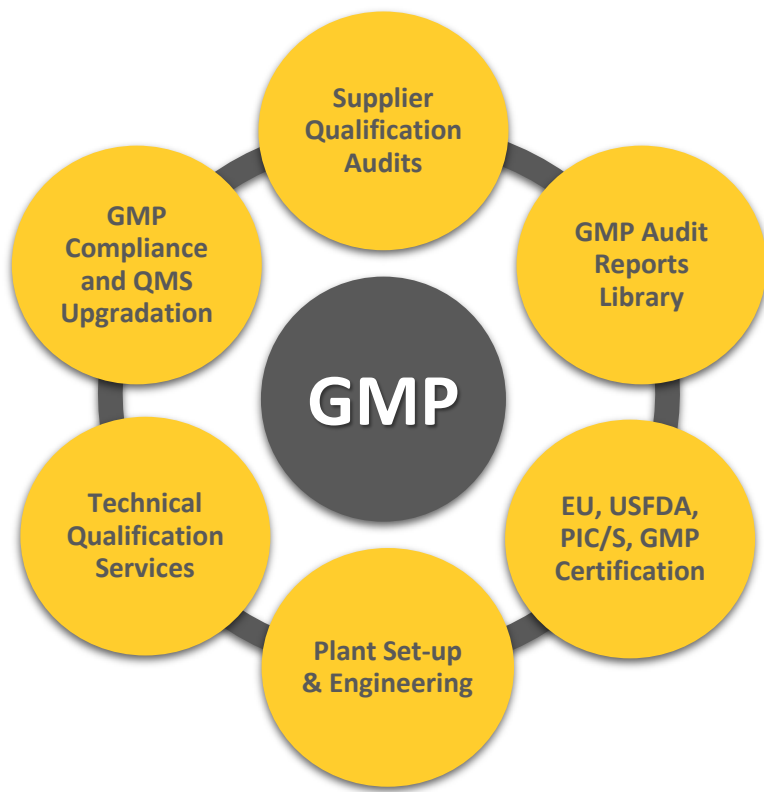 Supplier
Qualification
Audits
GMP Audit
Reports
Library
EU, USFDA,
PIC/S, GMP
Certification
Plant Set-up
& Engineering
Technical
Qualification
Services
GMP
Compliance
and QMS
Upgradation
GMP